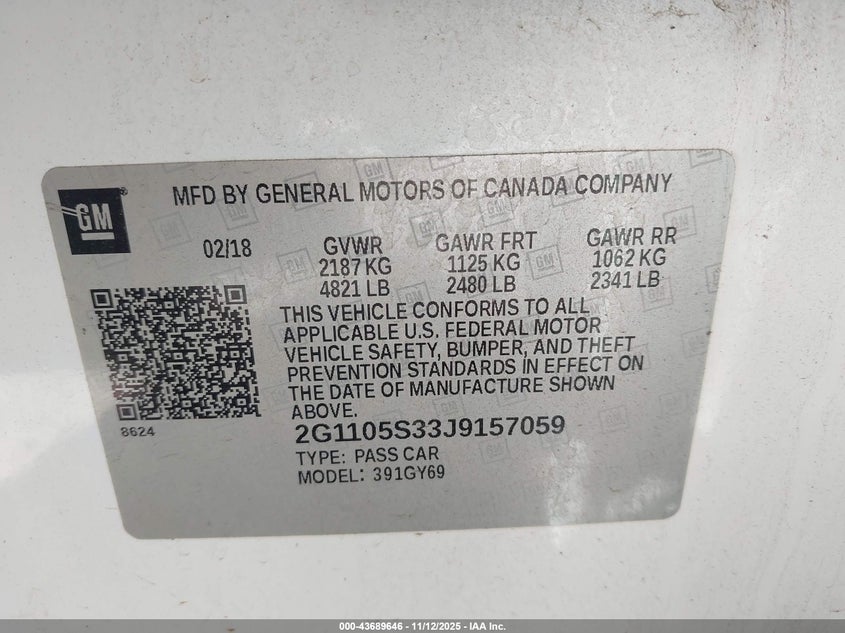 GM
MFD BY GENERAL MOTORS OF CANADA COMPANY
02/18
GVWR
2187 KG
4821 LB
GAWR FRT
1125 KG
2480 LB
GAWR RR
1062 KG
2341 LB
THIS VEHICLE CONFORMS TO ALL
APPLICABLE U.S. FEDERAL MOTOR
VEHICLE SAFETY, BUMPER, AND THEFT
PREVENTION STANDARDS IN EFFECT ON
THE DATE OF MANUFACTURE SHOWN
ABOVE.
8624
2G1105S33J9157059
TYPE: PASS CAR
MODEL: 391GY69
000-43689646 - 11/12/2025 - IAA Inc.